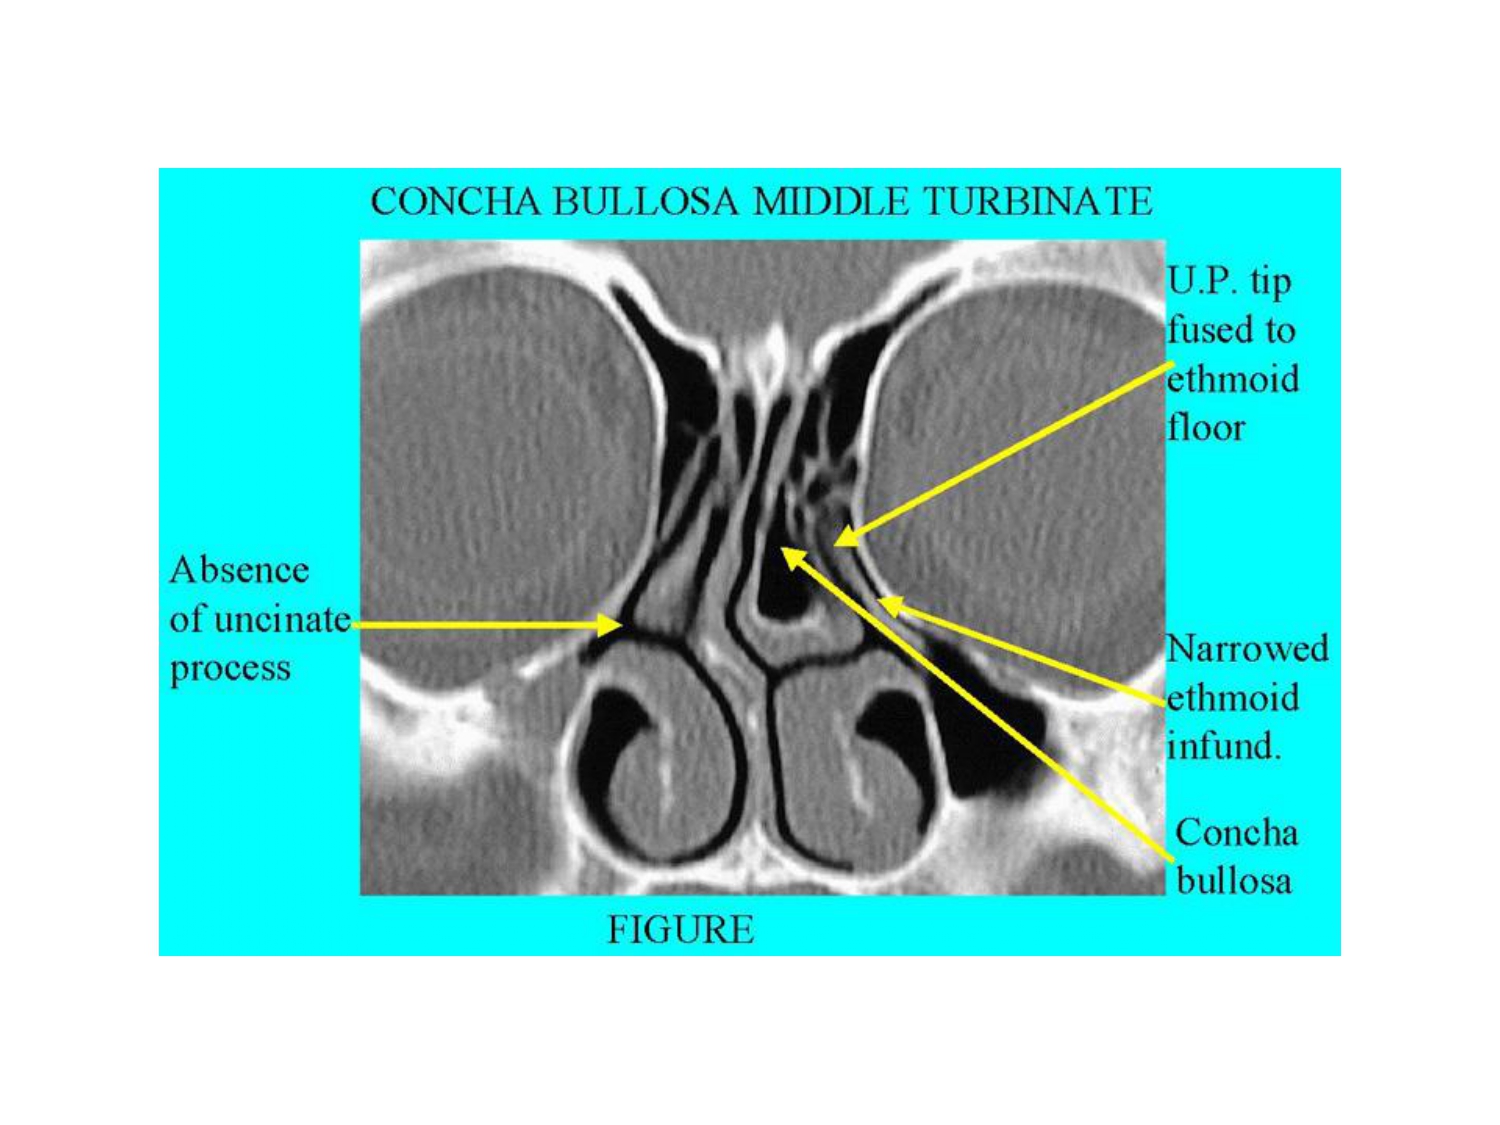 CONCHA BULLOSA MIDDLE TURBINATE
U.P. tip
fused to
ethmoid
floor
Absence
of uncinate
process
Narrowed
ethmoid
infund.
Concha
bullosa
FIGURE